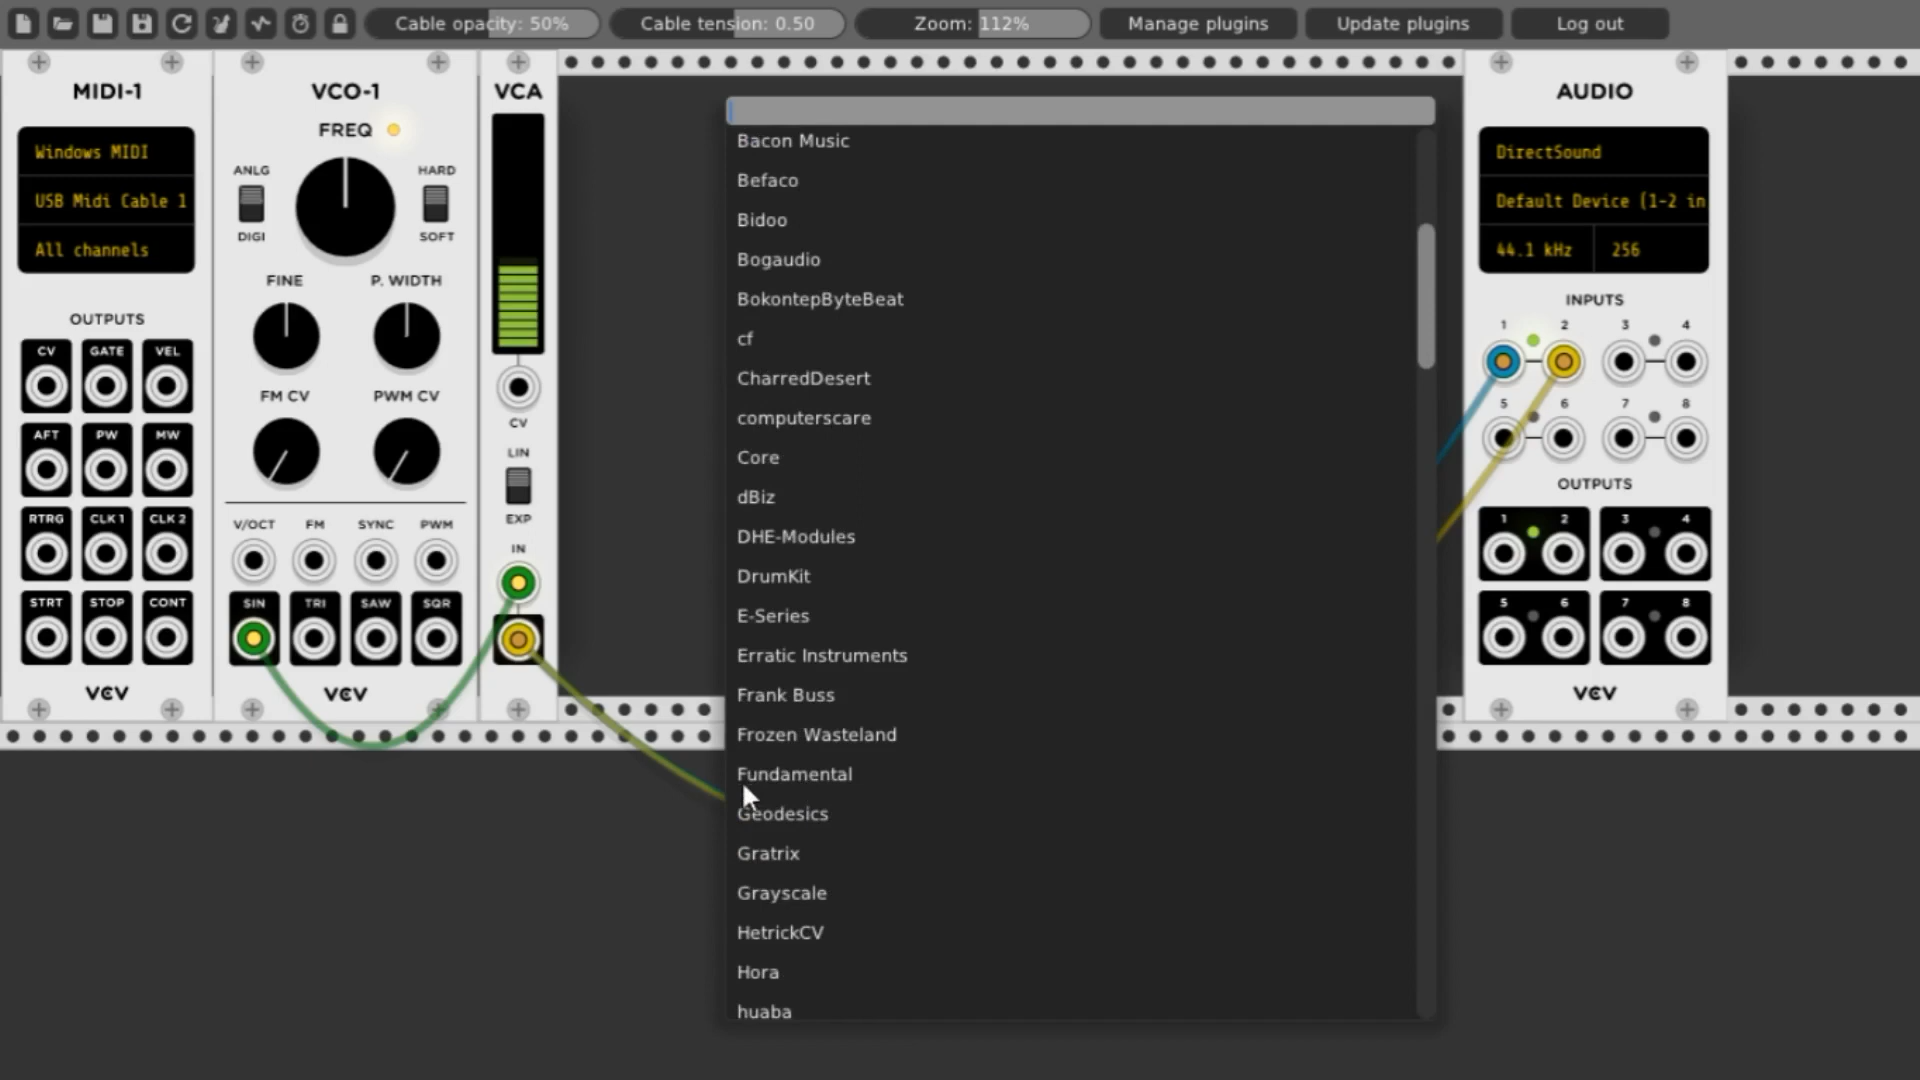 Cable opacity: 50%
Cable tension: 0.50
Zoom: 112%
Manage plugins
Update plugins
Log out
MIDI-1
Windows MIDI
USB Midi Cable 1
All channels
OUTPUTS
CV GATE VEL
AFT PW MW
RTRG CLK 1 CLK 2
STRT STOP CONT
VCV
VCO-1
FREQ
ANLG HARD
DIGI SOFT
FINE P. WIDTH
FM CV PWM CV
V/OCT FM SYNC PWM
SIN TRI SAW SQR
VCV
VCA
CV
LIN
EXP
IN
Bacon Music
Befaco
Bidoo
Bogaudio
BokontepByteBeat
cf
CharredDesert
computerscare
Core
dBiz
DHE-Modules
DrumKit
E-Series
Erratic Instruments
Frank Buss
Frozen Wasteland
Fundamental
Geodesics
Gratrix
Grayscale
HetrickCV
Hora
huaba
AUDIO
DirectSound
Default Device (1-2 in
44.1 kHz 256
INPUTS
1 2 3 4
5 6 7 8
OUTPUTS
1 2 3 4
5 6 7 8
VCV